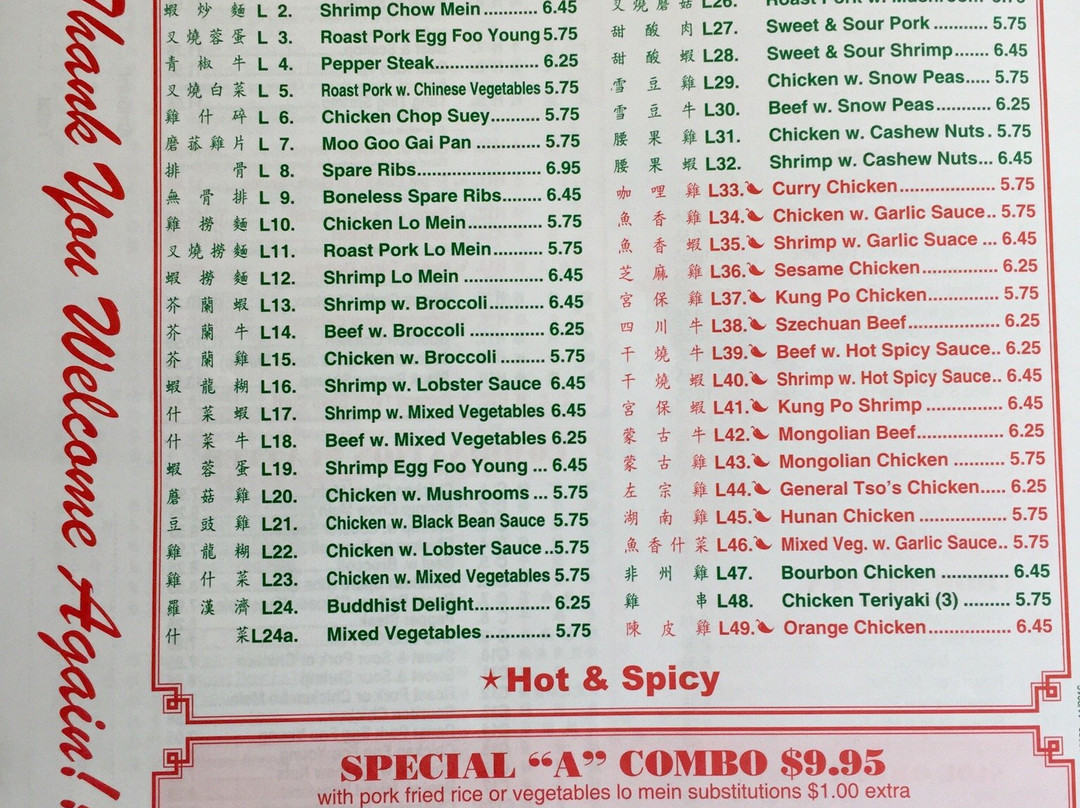 Thank You Welcome Again!
蝦炒麵 L 2. Shrimp Chow Mein........... 6.45
叉燒蓉蛋 L 3. Roast Pork Egg Foo Young 5.75
青椒牛 L 4. Pepper Steak................... 6.25
叉燒白菜 L 5. Roast Pork w. Chinese Vegetables 5.75
雞什碎 L 6. Chicken Chop Suey.......... 5.75
磨菇雞片 L 7. Moo Goo Gai Pan ............ 5.75
排骨 L 8. Spare Ribs....................... 6.95
無骨排 L 9. Boneless Spare Ribs........ 6.45
雞撈麵 L10. Chicken Lo Mein.............. 5.75
叉燒撈麵 L11. Roast Pork Lo Mein.......... 5.75
蝦撈麵 L12. Shrimp Lo Mein ............... 6.45
芥蘭蝦 L13. Shrimp w. Broccoli........... 6.45
芥蘭牛 L14. Beef w. Broccoli .............. 6.25
芥蘭雞 L15. Chicken w. Broccoli ......... 5.75
蝦龍糊 L16. Shrimp w. Lobster Sauce 6.45
什菜蝦 L17. Shrimp w. Mixed Vegetables 6.45
什菜牛 L18. Beef w. Mixed Vegetables 6.25
蝦蓉蛋 L19. Shrimp Egg Foo Young ... 6.45
蘑菇雞 L20. Chicken w. Mushrooms ... 5.75
豆豉雞 L21. Chicken w. Black Bean Sauce 5.75
雞龍糊 L22. Chicken w. Lobster Sauce..5.75
雞什菜 L23. Chicken w. Mixed Vegetables 5.75
羅漢濟 L24. Buddhist Delight.............. 6.25
什菜 L24a. Mixed Vegetables ............ 5.75
叉燒磨菇 L26. Roast Pork w. Mushroom
甜酸肉 L27. Sweet & Sour Pork.......... 5.75
甜酸蝦 L28. Sweet & Sour Shrimp....... 6.45
雪豆雞 L29. Chicken w. Snow Peas..... 5.75
雪豆牛 L30. Beef w. Snow Peas........... 6.25
腰果雞 L31. Chicken w. Cashew Nuts. 5.75
腰果蝦 L32. Shrimp w. Cashew Nuts... 6.45
咖哩雞 L33. Curry Chicken................... 5.75
魚香雞 L34. Chicken w. Garlic Sauce.. 5.75
魚香蝦 L35. Shrimp w. Garlic Suace ... 6.45
芝麻雞 L36. Sesame Chicken............... 6.25
宮保雞 L37. Kung Po Chicken.............. 5.75
四川牛 L38. Szechuan Beef.................. 6.25
干燒牛 L39. Beef w. Hot Spicy Sauce.. 6.25
干燒蝦 L40. Shrimp w. Hot Spicy Sauce.. 6.45
宮保蝦 L41. Kung Po Shrimp ............... 6.45
蒙古牛 L42. Mongolian Beef................. 6.25
蒙古雞 L43. Mongolian Chicken .......... 5.75
左宗雞 L44. General Tso's Chicken..... 6.25
湖南雞 L45. Hunan Chicken ................. 5.75
魚香什菜 L46. Mixed Veg. w. Garlic Sauce.. 5.75
非州雞 L47. Bourbon Chicken ............. 6.45
雞串 L48. Chicken Teriyaki (3) ......... 5.75
陳皮雞 L49. Orange Chicken................ 6.45
★Hot & Spicy
SPECIAL "A" COMBO $9.95
with pork fried rice or vegetables lo mein substitutions $1.00 extra